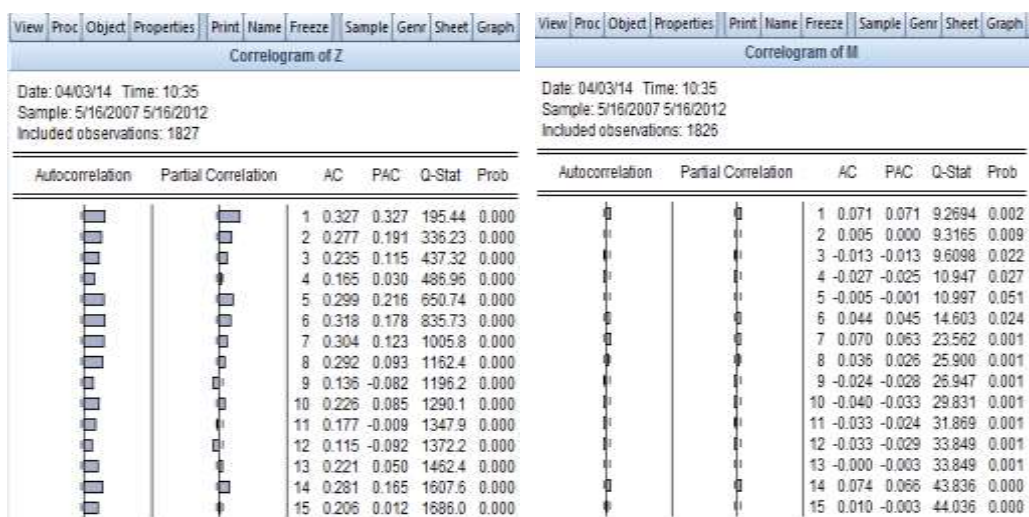 View Proc Object Properties Print Name Freeze Sample Genr Sheet Graph
Correlogram of Z
Date: 04/03/14 Time: 10:35
Sample: 5/16/2007 5/16/2012
Included observations: 1827
Autocorrelation Partial Correlation AC PAC Q-Stat Prob
1 0.327 0.327 195.44 0.000
2 0.277 0.191 336.23 0.000
3 0.235 0.115 437.32 0.000
4 0.165 0.030 486.96 0.000
5 0.299 0.216 650.74 0.000
6 0.318 0.178 835.73 0.000
7 0.304 0.123 1005.8 0.000
8 0.292 0.093 1162.4 0.000
9 0.136 -0.082 1196.2 0.000
10 0.226 0.085 1290.1 0.000
11 0.177 -0.009 1347.9 0.000
12 0.115 -0.092 1372.2 0.000
13 0.221 0.050 1462.4 0.000
14 0.281 0.165 1607.6 0.000
15 0.206 0.012 1686.0 0.000
View Proc Object Properties Print Name Freeze Sample Genr Sheet Graph
Correlogram of M
Date: 04/03/14 Time: 10:35
Sample: 5/16/2007 5/16/2012
Included observations: 1826
Autocorrelation Partial Correlation AC PAC Q-Stat Prob
1 0.071 0.071 9.2694 0.002
2 0.005 0.000 9.3165 0.009
3 -0.013 -0.013 9.6098 0.022
4 -0.027 -0.025 10.947 0.027
5 -0.005 -0.001 10.997 0.051
6 0.044 0.045 14.603 0.024
7 0.070 0.063 23.562 0.001
8 0.036 0.026 25.900 0.001
9 -0.024 -0.028 26.947 0.001
10 -0.040 -0.033 29.831 0.001
11 -0.033 -0.024 31.869 0.001
12 -0.033 -0.029 33.849 0.001
13 -0.000 -0.003 33.849 0.001
14 0.074 0.066 43.836 0.000
15 0.010 -0.003 44.036 0.000